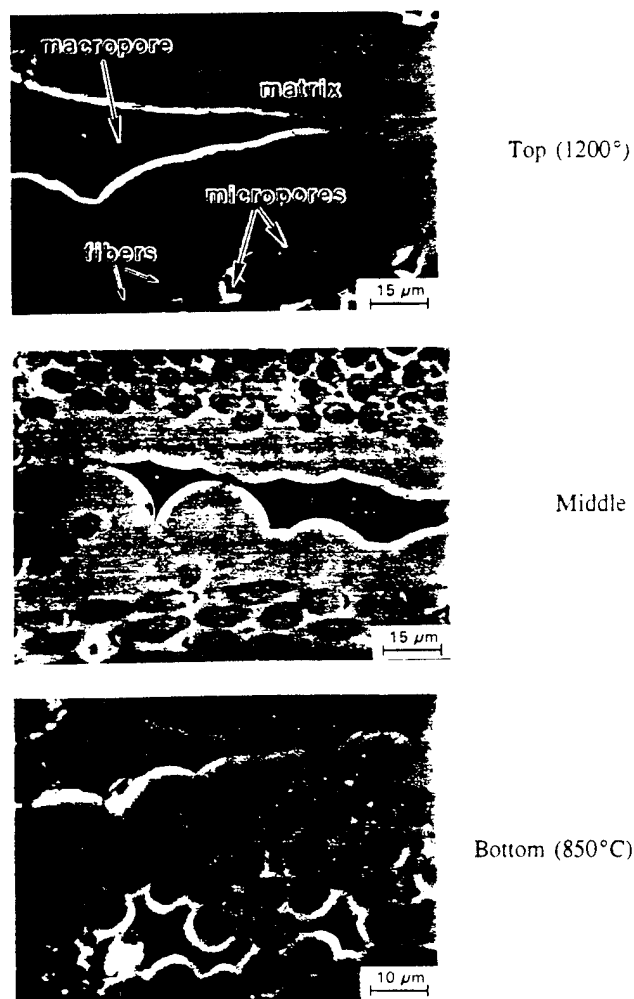 macropore
matrix
Top (1200°)
micropores
fibers
15 μm
Middle
15 μm
Bottom (850°C)
10 μm